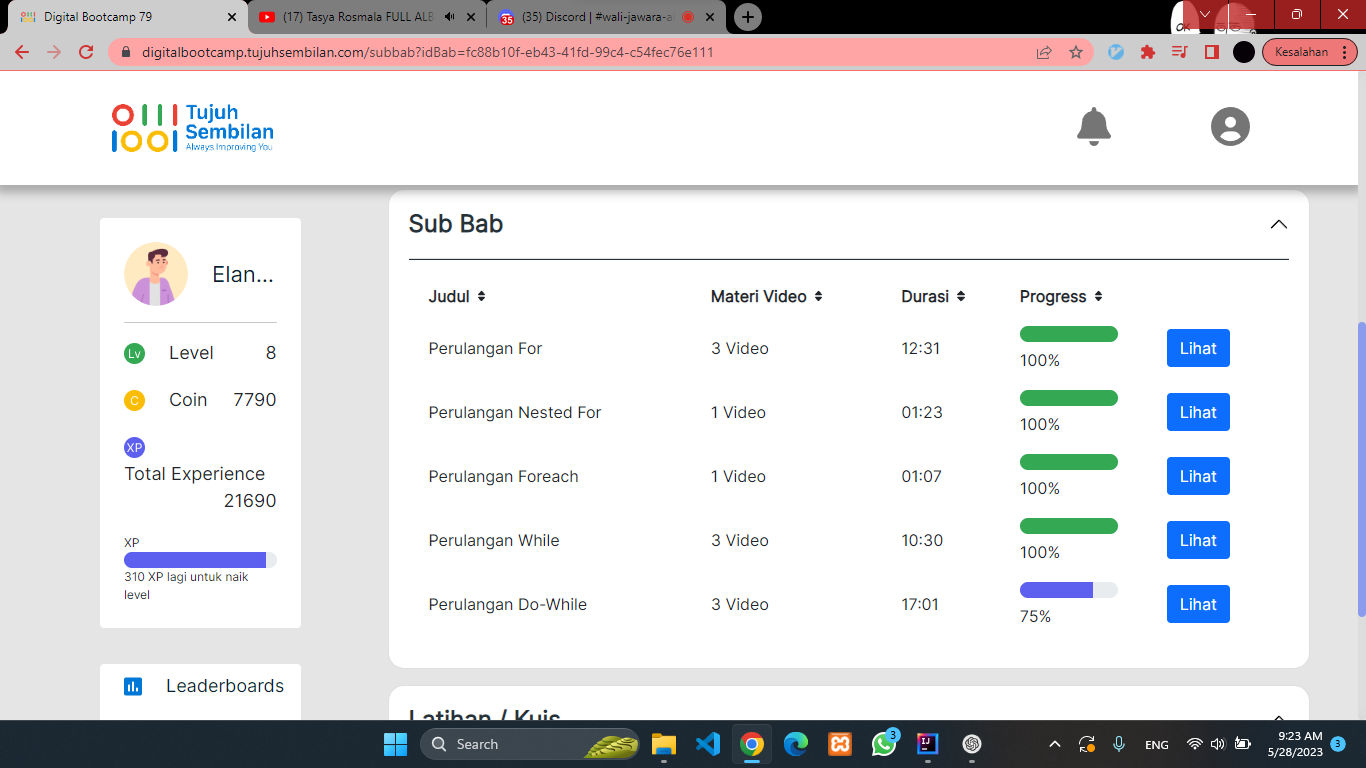 Digital Bootcamp 79
(17) Tasya Rosmala FULL ALB
(35) Discord | #wali-jawara-a
digitalbootcamp.tujuhsembilan.com/subbab?idBab=fc88b10f-eb43-41fd-99c4-c54fec76e111
Kesalahan
Tujuh
Sembilan
Always Improving You
Elan...
Lv Level 8
C Coin 7790
XP
Total Experience
21690
XP
310 XP lagi untuk naik
level
Leaderboards
Sub Bab
Judul Materi Video Durasi Progress
Perulangan For 3 Video 12:31 100% Lihat
Perulangan Nested For 1 Video 01:23 100% Lihat
Perulangan Foreach 1 Video 01:07 100% Lihat
Perulangan While 3 Video 10:30 100% Lihat
Perulangan Do-While 3 Video 17:01 75% Lihat
Latihan / Kuis
Search
3
ENG
9:23 AM
5/28/2023
3